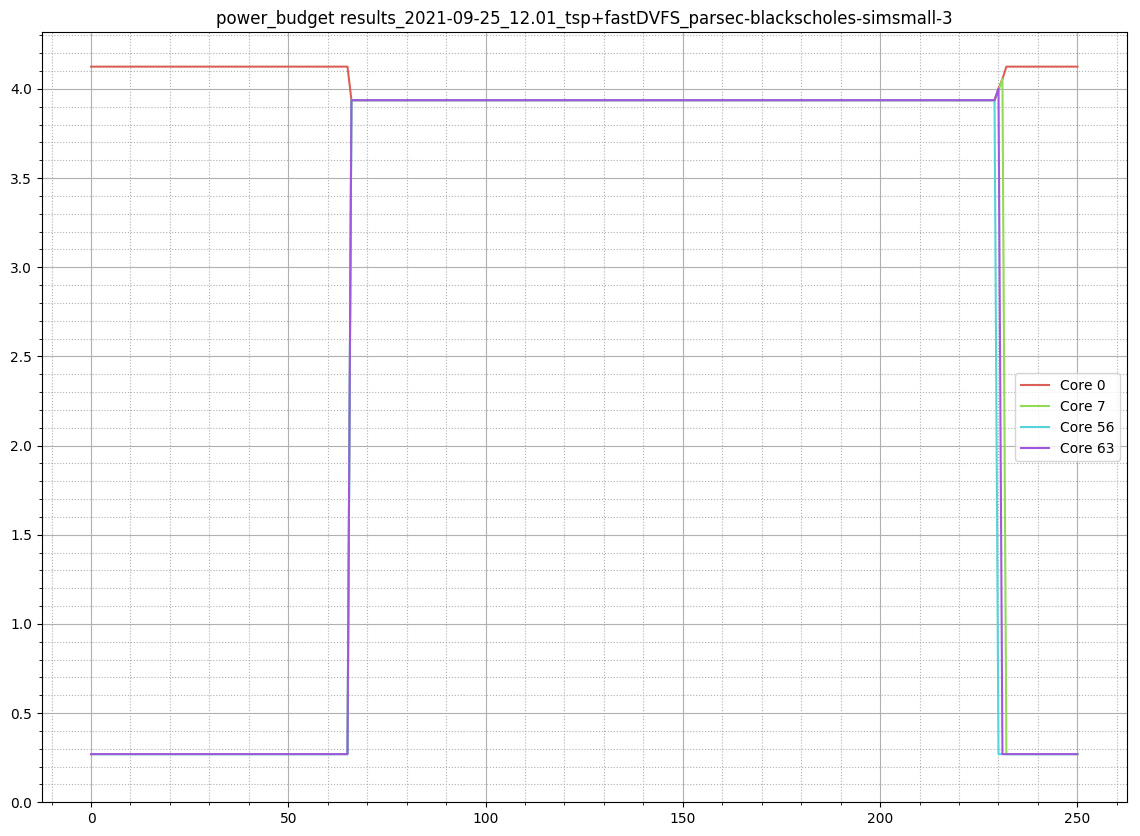 power_budget results_2021-09-25_12.01_tsp+fastDVFS_parsec-blackscholes-simsmall-3
4.0
3.5
3.0
2.5
2.0
1.5
1.0
0.5
0.0
Core 0
Core 7
Core 56
Core 63
0 50 100 150 200 250